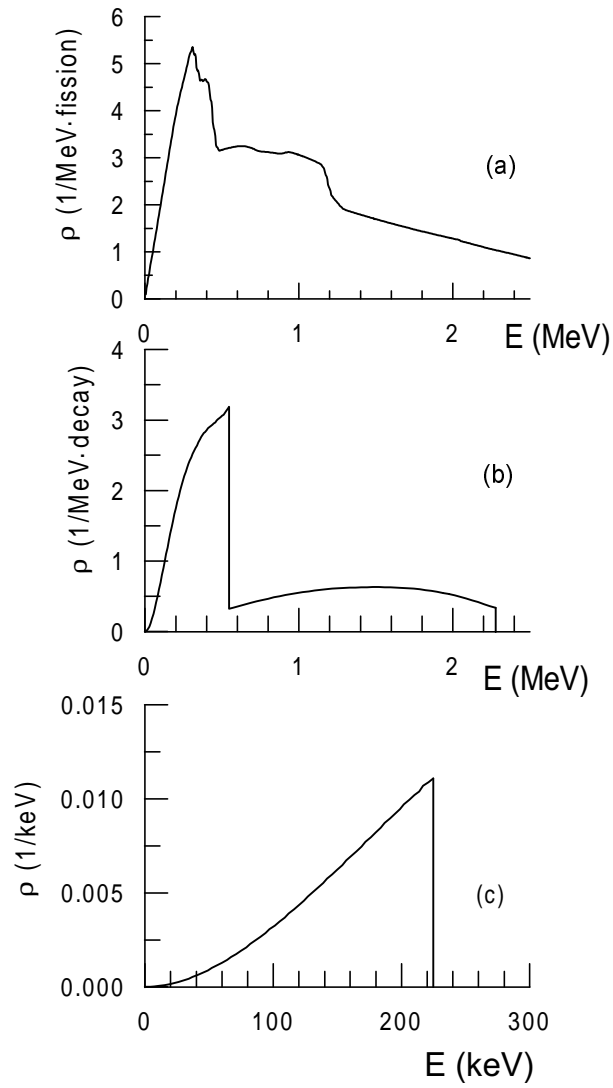 6
5
4
3
2
1
0
ρ (1/MeV·fission)
(a)
0 1 2
E (MeV)
4
3
2
1
0
ρ (1/MeV·decay)
(b)
0 1 2
E (MeV)
0.015
0.010
0.005
0.000
ρ (1/keV)
(c)
0 100 200 300
E (keV)